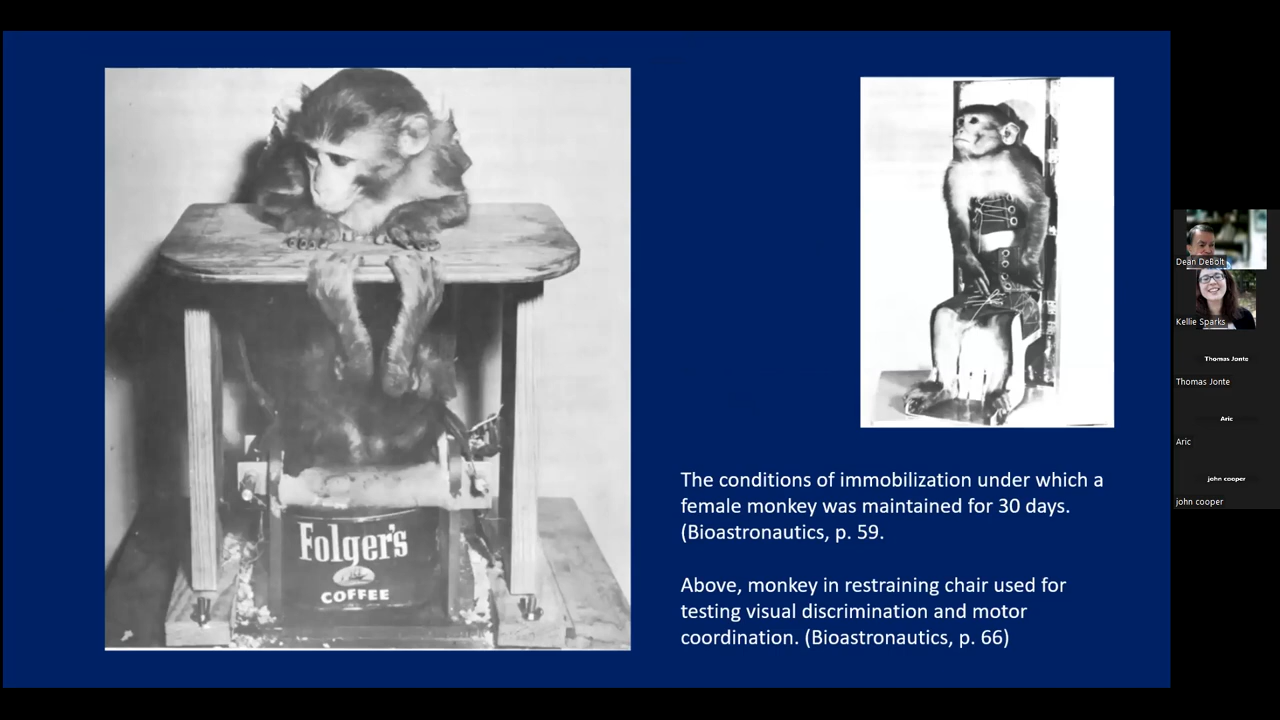 Folger's
COFFEE
The conditions of immobilization under which a
female monkey was maintained for 30 days.
(Bioastronautics, p. 59.
Above, monkey in restraining chair used for
testing visual discrimination and motor
coordination. (Bioastronautics, p. 66)
Dean DeBolt
Kellie Sparks
Thomas Jonte
Thomas Jonte
Aric
Aric
john cooper
john cooper